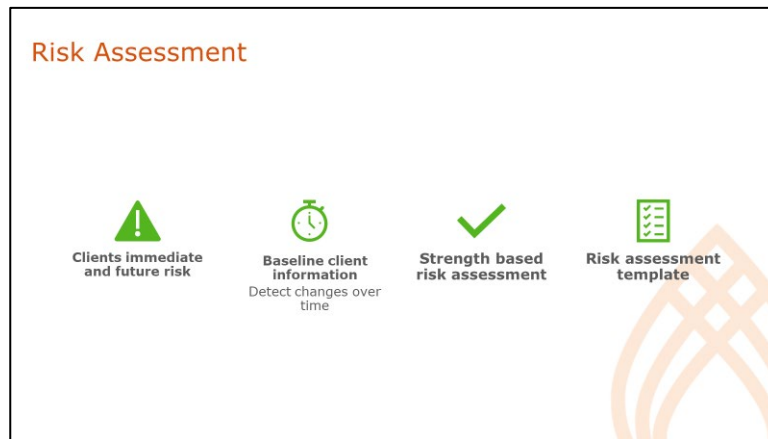 Risk Assessment
Clients immediate
and future risk
Baseline client
information
Detect changes over
time
Strength based
risk assessment
Risk assessment
template